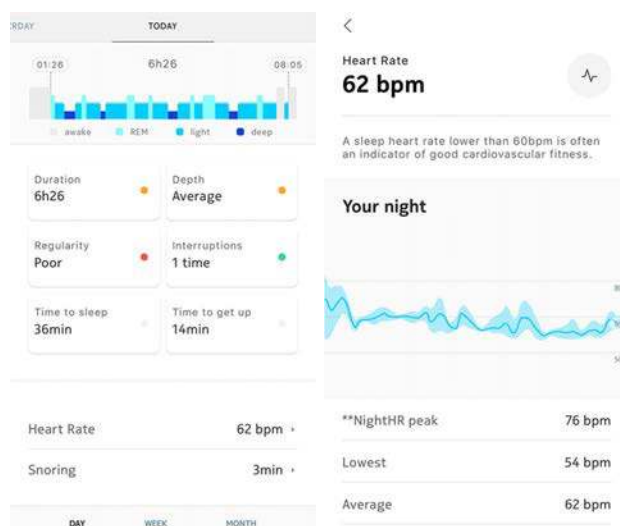 RDAY TODAY
01:26 6h26 08:05
awake REM light deep
Duration
6h26
Depth
Average
Regularity
Poor
Interruptions
1 time
Time to sleep
36min
Time to get up
14min
Heart Rate 62 bpm
Snoring 3min
DAY WEEK MONTH
Heart Rate
62 bpm
A sleep heart rate lower than 60bpm is often
an indicator of good cardiovascular fitness.
Your night
**NightHR peak 76 bpm
Lowest 54 bpm
Average 62 bpm